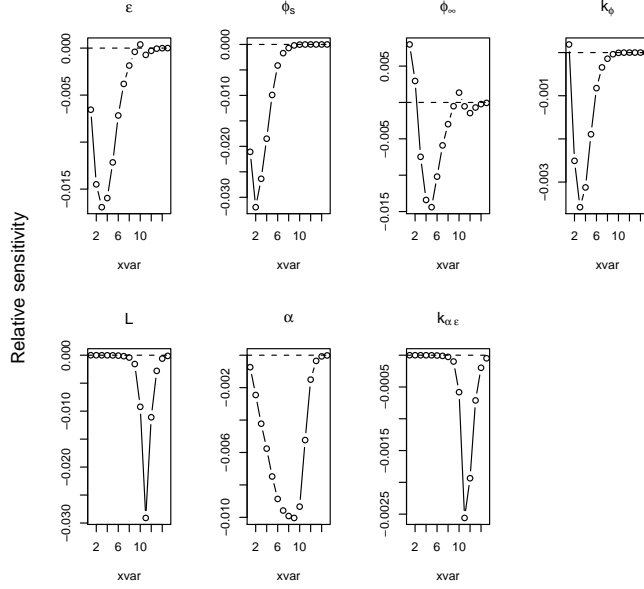 ε
φs
φ∞
kφ
0.000
−0.005
−0.015
2 6 10
xvar
0.000
−0.010
−0.020
−0.030
2 6 10
xvar
0.005
−0.005
−0.015
2 6 10
xvar
−0.001
−0.003
2 6 10
xvar
Relative sensitivity
L
α
kα ε
0.000
−0.010
−0.020
−0.030
2 6 10
xvar
−0.002
−0.006
−0.010
2 6 10
xvar
−0.0005
−0.0015
−0.0025
2 6 10
xvar